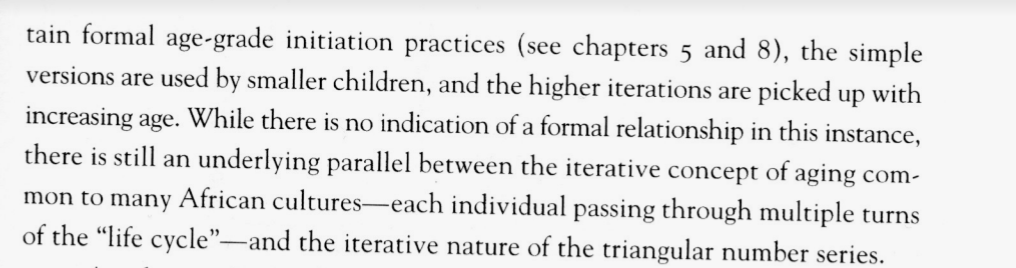 tain formal age-grade initiation practices (see chapters 5 and 8), the simple
versions are used by smaller children, and the higher iterations are picked up with
increasing age. While there is no indication of a formal relationship in this instance,
there is still an underlying parallel between the iterative concept of aging com-
mon to many African cultures—each individual passing through multiple turns
of the “life cycle”—and the iterative nature of the triangular number series.